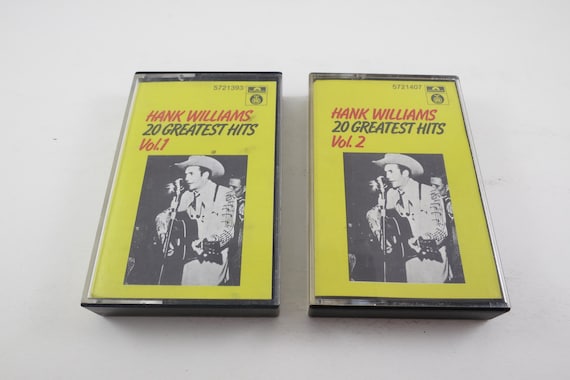 5721393
HANK WILLIAMS
20 GREATEST HITS
Vol.1
5721407
HANK WILLIAMS
20 GREATEST HITS
Vol. 2